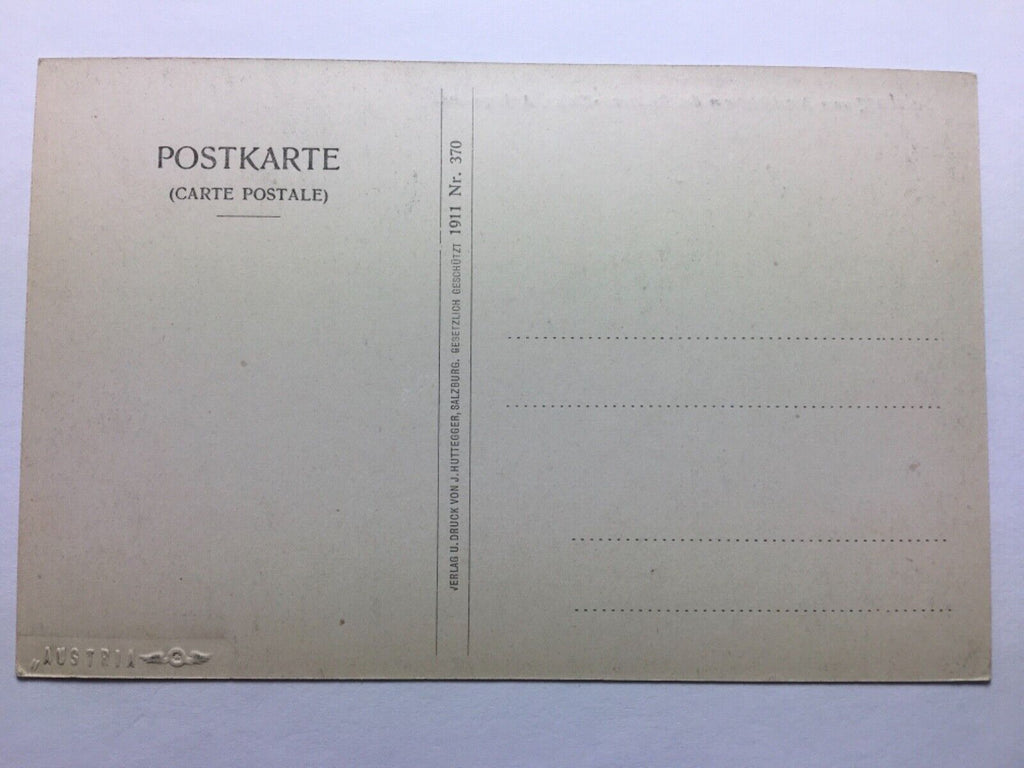 POSTKARTE
(CARTE POSTALE)
VERLAG U. DRUCK VON J. HUTTEGGER, SALZBURG. GESETZLICH GESCHÜTZT 1911 Nr. 370
„AUSTRIA